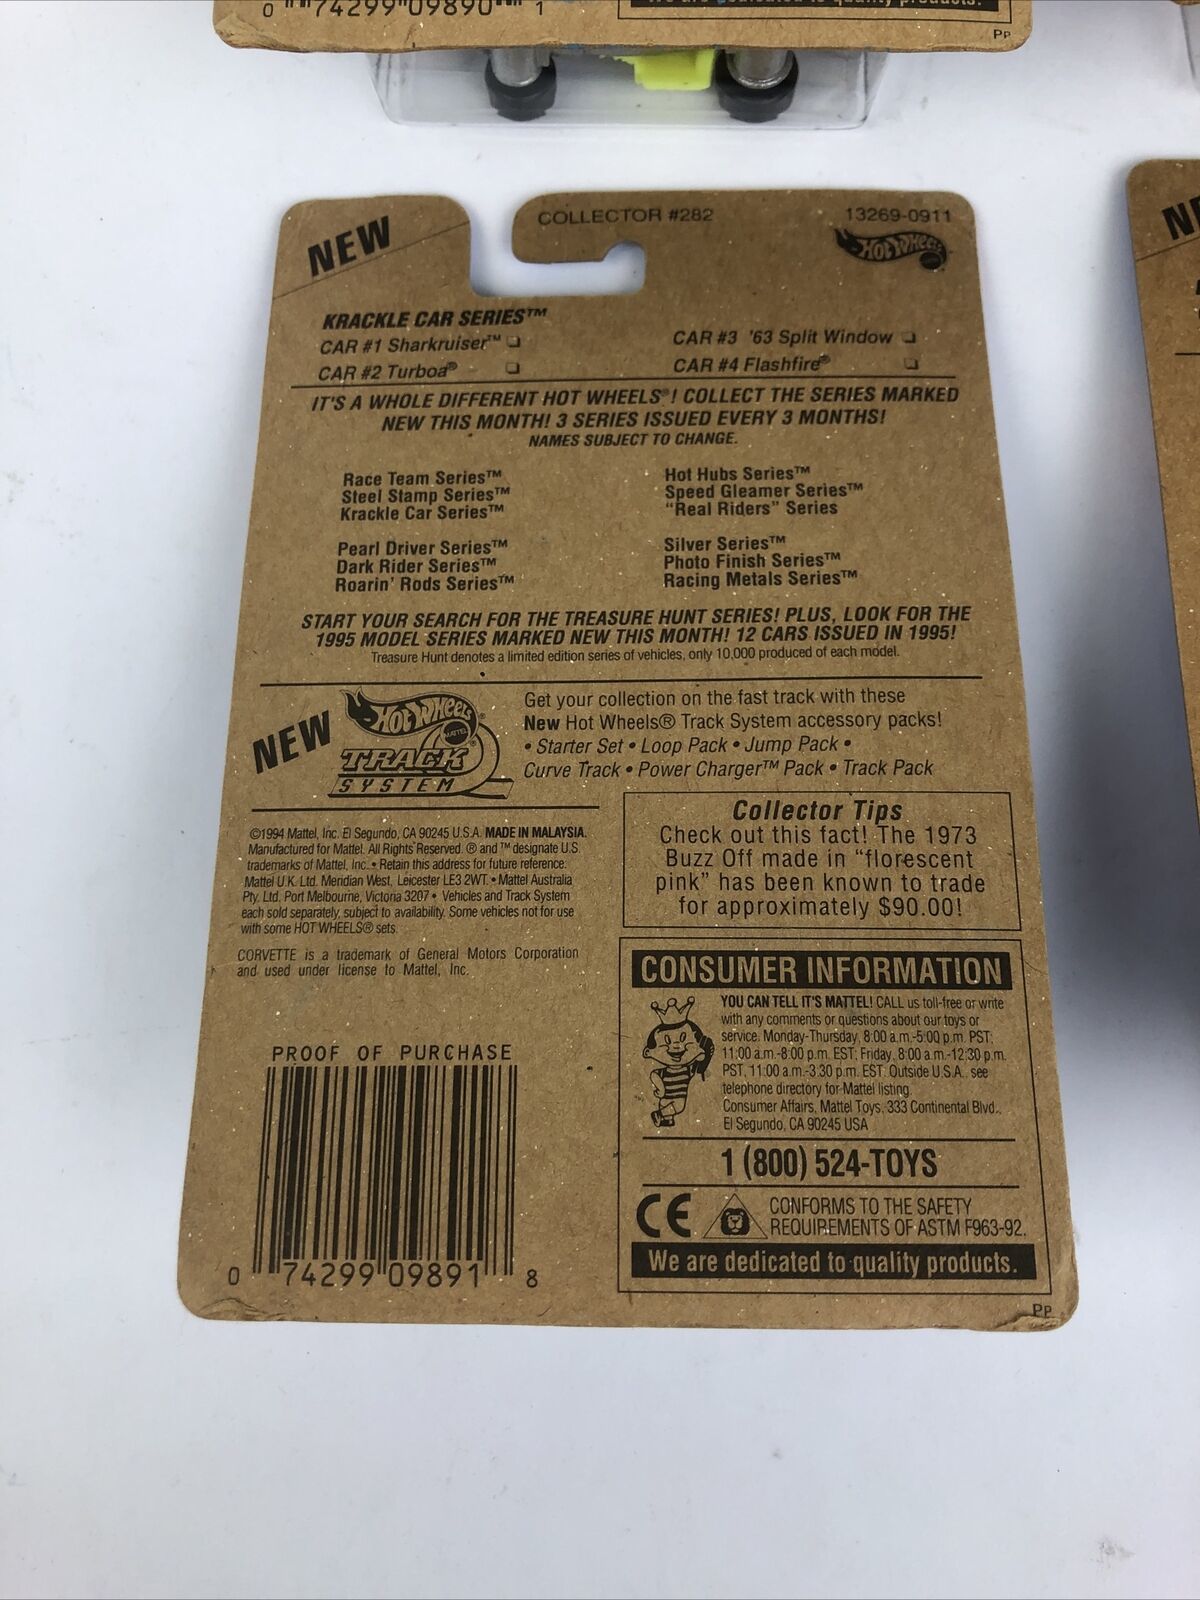 0 74299 09890 1
We are dedicated to quality products.
PP
NEW
COLLECTOR #282
13269-0911
HOT WHEELS
KRACKLE CAR SERIES™
CAR #1 Sharkruiser™
CAR #2 Turboa®
CAR #3 '63 Split Window
CAR #4 Flashfire®
IT'S A WHOLE DIFFERENT HOT WHEELS®! COLLECT THE SERIES MARKED
NEW THIS MONTH! 3 SERIES ISSUED EVERY 3 MONTHS!
NAMES SUBJECT TO CHANGE.
Race Team Series™
Steel Stamp Series™
Krackle Car Series™
Hot Hubs Series™
Speed Gleamer Series™
"Real Riders" Series
Pearl Driver Series™
Dark Rider Series™
Roarin' Rods Series™
Silver Series™
Photo Finish Series™
Racing Metals Series™
START YOUR SEARCH FOR THE TREASURE HUNT SERIES! PLUS, LOOK FOR THE
1995 MODEL SERIES MARKED NEW THIS MONTH! 12 CARS ISSUED IN 1995!
Treasure Hunt denotes a limited edition series of vehicles, only 10,000 produced of each model.
NEW
HOT WHEELS®
MATTEL
TRACK®
SYSTEM
Get your collection on the fast track with these
New Hot Wheels® Track System accessory packs!
• Starter Set • Loop Pack • Jump Pack •
Curve Track • Power Charger™ Pack • Track Pack
©1994 Mattel, Inc. El Segundo, CA 90245 U.S.A. MADE IN MALAYSIA.
Manufactured for Mattel. All Rights Reserved. ® and ™ designate U.S.
trademarks of Mattel, Inc. • Retain this address for future reference:
Mattel U.K. Ltd. Meridian West, Leicester LE3 2WT. • Mattel Australia
Pty. Ltd. Port Melbourne, Victoria 3207 • Vehicles and Track System
each sold separately, subject to availability. Some vehicles not for use
with some HOT WHEELS® sets.
CORVETTE is a trademark of General Motors Corporation
and used under license to Mattel, Inc.
Collector Tips
Check out this fact! The 1973
Buzz Off made in "florescent
pink" has been known to trade
for approximately $90.00!
CONSUMER INFORMATION
YOU CAN TELL IT'S MATTEL! CALL us toll-free or write
with any comments or questions about our toys or
service. Monday-Thursday, 8:00 a.m.-5:00 p.m. PST;
11:00 a.m.-8:00 p.m. EST; Friday, 8:00 a.m.-12:30 p.m.
PST, 11:00 a.m.-3:30 p.m. EST. Outside U.S.A., see
telephone directory for Mattel listing.
Consumer Affairs, Mattel Toys, 333 Continental Blvd.,
El Segundo, CA 90245 USA
1 (800) 524-TOYS
CE
CONFORMS TO THE SAFETY
REQUIREMENTS OF ASTM F963-92.
We are dedicated to quality products.
PROOF OF PURCHASE
0 74299 09891 8
PP